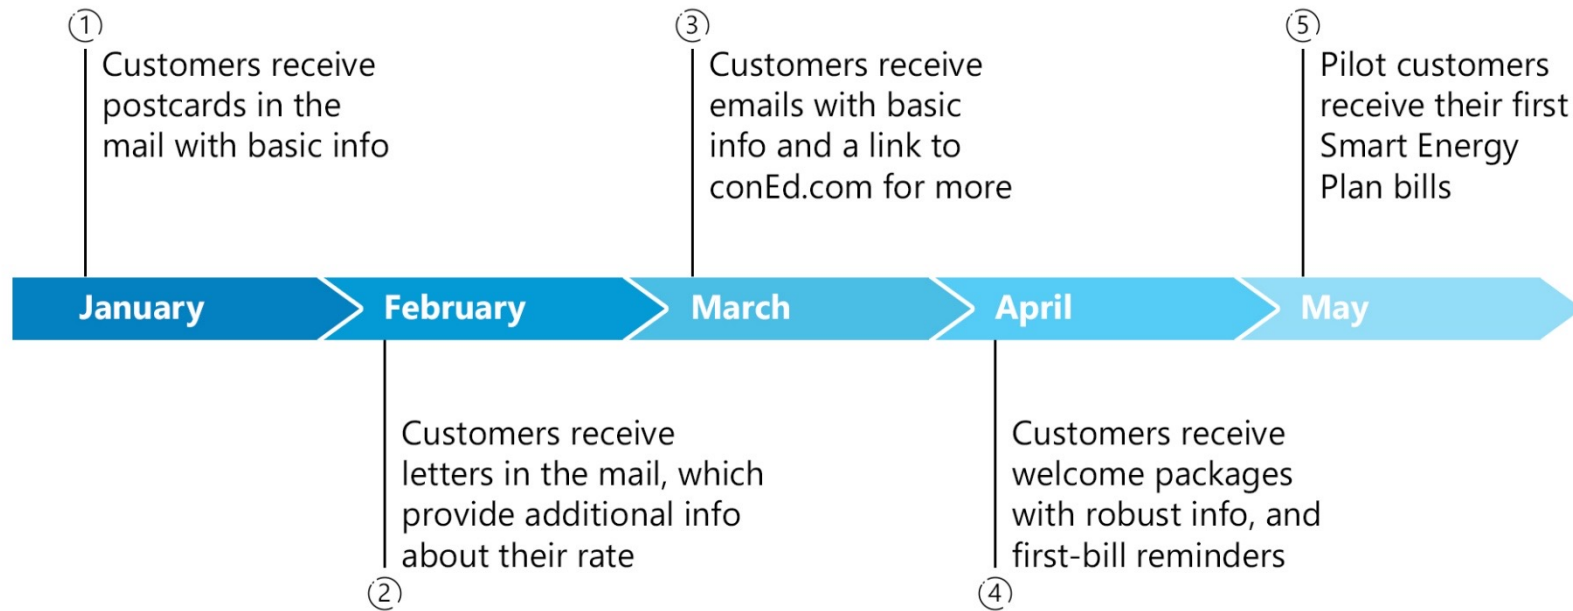 ①
Customers receive
postcards in the
mail with basic info
③
Customers receive
emails with basic
info and a link to
conEd.com for more
⑤
Pilot customers
receive their first
Smart Energy
Plan bills
January
February
March
April
May
Customers receive
letters in the mail, which
provide additional info
about their rate
②
Customers receive
welcome packages
with robust info, and
first-bill reminders
④